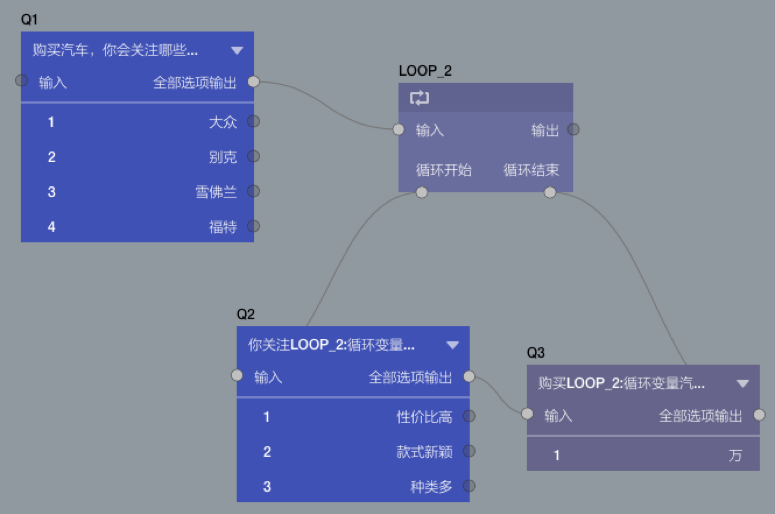 Q1
购买汽车，你会关注哪些...
输入 全部选项输出
1 大众
2 别克
3 雪佛兰
4 福特
LOOP_2
输入 输出
循环开始 循环结束
Q2
你关注LOOP_2:循环变量...
输入 全部选项输出
1 性价比高
2 款式新颖
3 种类多
Q3
购买LOOP_2:循环变量汽...
输入 全部选项输出
1 万